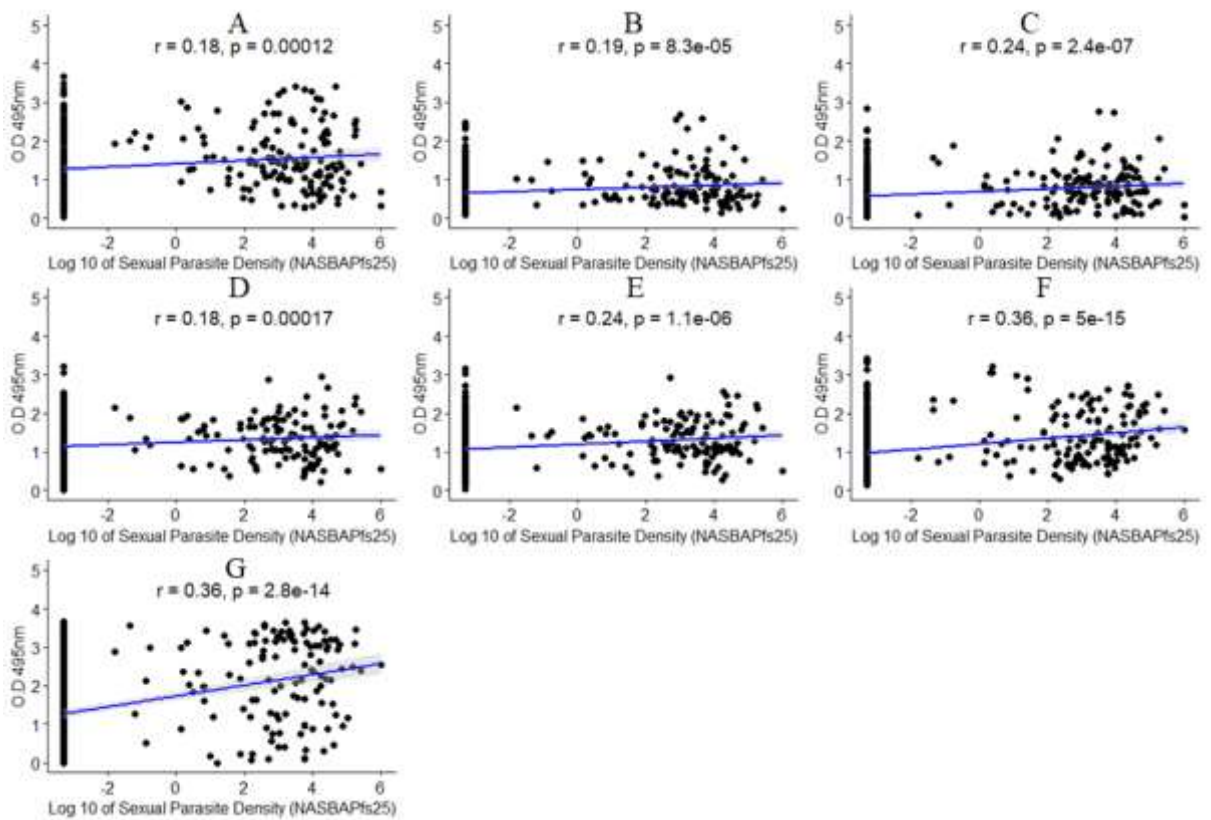 A
r = 0.18, p = 0.00012
O.D 495nm
5
4
3
2
1
0
-2 0 2 4 6
Log 10 of Sexual Parasite Density (NASBAPfs25)
B
r = 0.19, p = 8.3e-05
O.D 495nm
5
4
3
2
1
0
-2 0 2 4 6
Log 10 of Sexual Parasite Density (NASBAPfs25)
C
r = 0.24, p = 2.4e-07
O.D 495nm
5
4
3
2
1
0
-2 0 2 4 6
Log 10 of Sexual Parasite Density (NASBAPfs25)
D
r = 0.18, p = 0.00017
O.D 495nm
5
4
3
2
1
0
-2 0 2 4 6
Log 10 of Sexual Parasite Density (NASBAPfs25)
E
r = 0.24, p = 1.1e-06
O.D 495nm
5
4
3
2
1
0
-2 0 2 4 6
Log 10 of Sexual Parasite Density (NASBAPfs25)
F
r = 0.36, p = 5e-15
O.D 495nm
5
4
3
2
1
0
-2 0 2 4 6
Log 10 of Sexual Parasite Density (NASBAPfs25)
G
r = 0.36, p = 2.8e-14
O.D 495nm
5
4
3
2
1
0
-2 0 2 4 6
Log 10 of Sexual Parasite Density (NASBAPfs25)